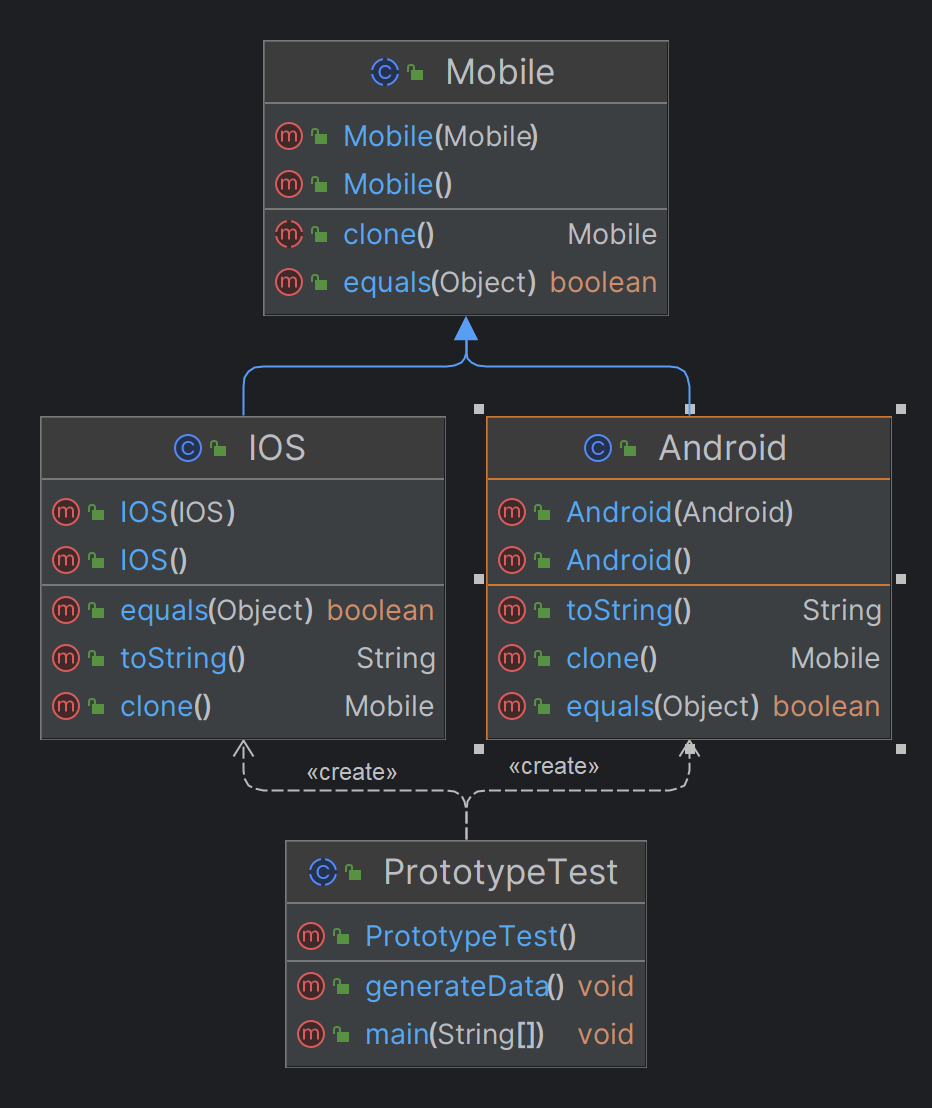 Mobile
Mobile(Mobile)
Mobile()
clone() Mobile
equals(Object) boolean
IOS
IOS(IOS)
IOS()
equals(Object) boolean
toString() String
clone() Mobile
Android
Android(Android)
Android()
toString() String
clone() Mobile
equals(Object) boolean
«create»
«create»
PrototypeTest
PrototypeTest()
generateData() void
main(String[]) void